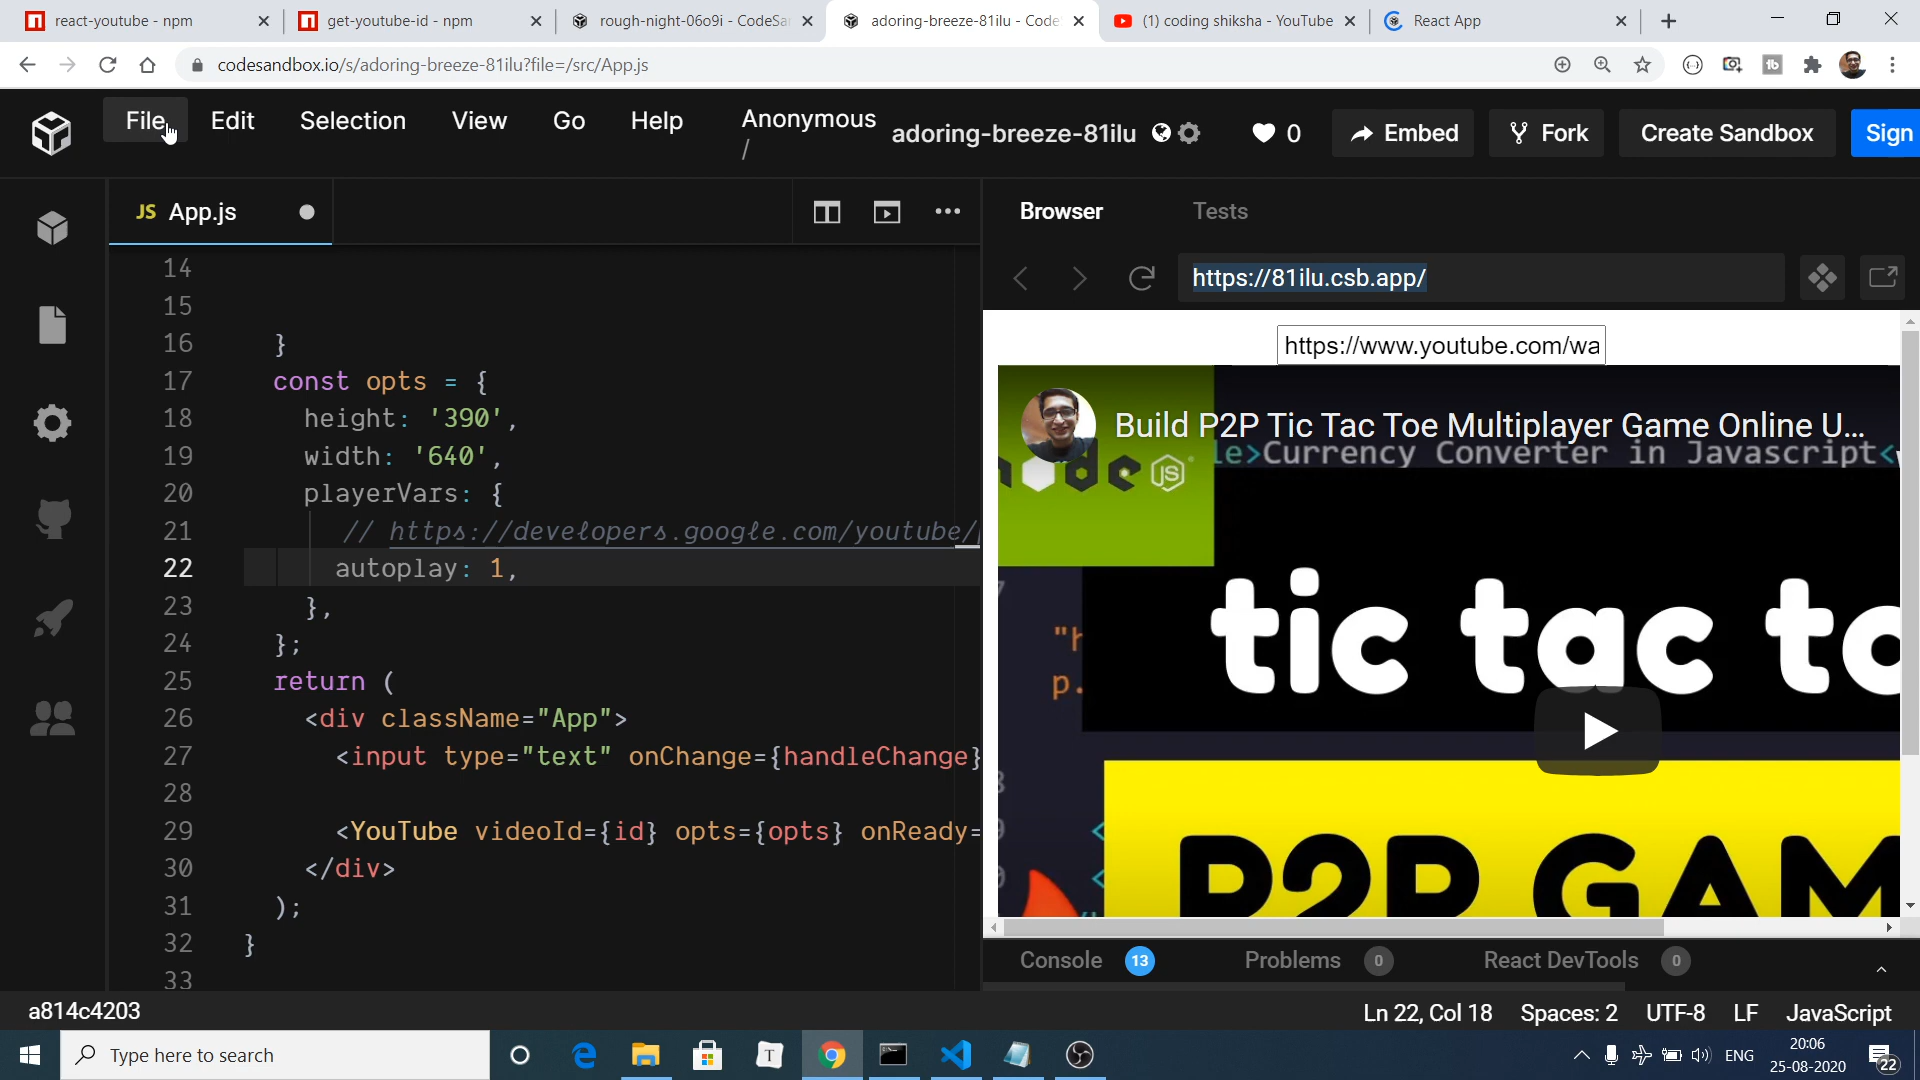 react-youtube - npm
get-youtube-id - npm
rough-night-06o9i - CodeSa
adoring-breeze-81ilu - Code
(1) coding shiksha - YouTube
React App
codesandbox.io/s/adoring-breeze-81ilu?file=/src/App.js
File Edit Selection View Go Help
Anonymous
/
adoring-breeze-81ilu
0
Embed
Fork
Create Sandbox
Sign
JS App.js
14
15
16 }
17 const opts = {
18 height: '390',
19 width: '640',
20 playerVars: {
21 // https://developers.google.com/youtube/
22 autoplay: 1,
23 },
24 };
25 return (
26 <div className="App">
27 <input type="text" onChange={handleChange}
28
29 <YouTube videoId={id} opts={opts} onReady=
30 </div>
31 );
32 }
33
Browser
Tests
https://81ilu.csb.app/
https://www.youtube.com/wa
Build P2P Tic Tac Toe Multiplayer Game Online U...
le>Currency Converter in Javascript<
JS
"h
p.
tic tac to
P2P GAM
Console 13
Problems 0
React DevTools 0
a814c4203
Ln 22, Col 18
Spaces: 2
UTF-8
LF
JavaScript
Type here to search
T
ENG
20:06
25-08-2020
22